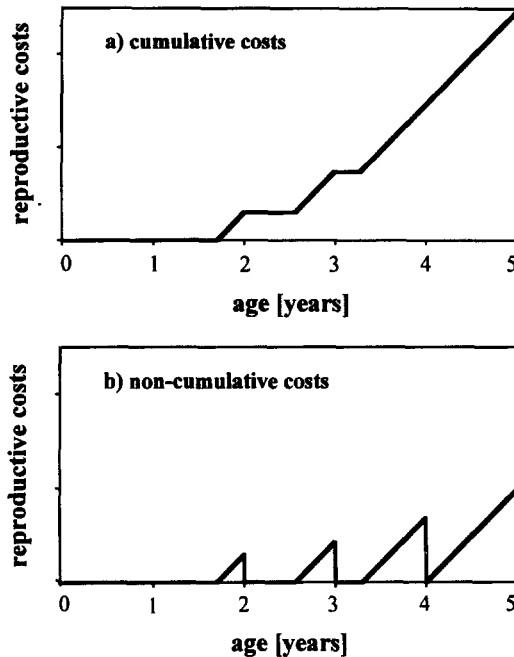 a) cumulative costs
reproductive costs
0 1 2 3 4 5
age [years]
b) non-cumulative costs
reproductive costs
0 1 2 3 4 5
age [years]